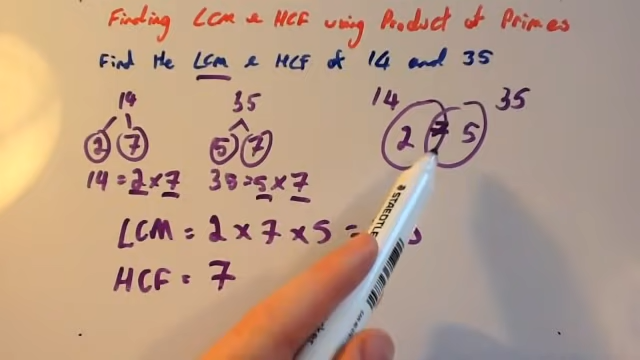 Finding LCM & HCF using Product of Primes
Find the LCM & HCF of 14 and 35
14 35 14 35
2 7 5 7 2 7 5
14 = 2 x 7 35 = 5 x 7
LCM = 2 x 7 x 5 =
HCF = 7
STAEDTLER